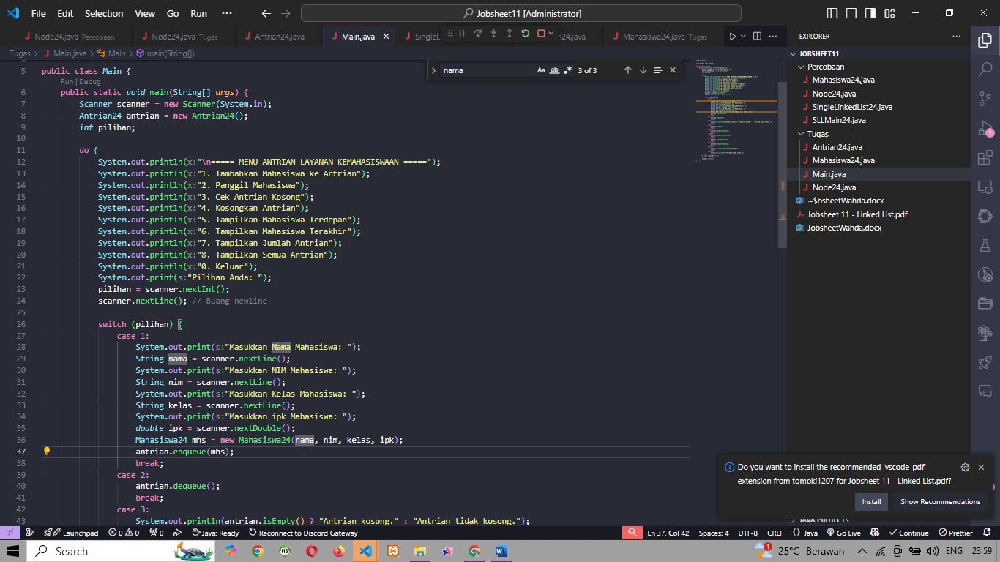 File Edit Selection View Go Run ··· Jobsheet11 [Administrator]
Node24.java Percobaan Node24.java Tugas Antrian24.java Main.java SingleLi n24.java Mahasiswa24.java Tugas
Tugas > Main.java > Main > main(String[])
nama Aa ab 3 of 3
5 public class Main {
Run | Debug
6 public static void main(String[] args) {
7 Scanner scanner = new Scanner(System.in);
8 Antrian24 antrian = new Antrian24();
9 int pilihan;
10
11 do {
12 System.out.println(x:"\n===== MENU ANTRIAN LAYANAN KEMAHASISWAAN =====");
13 System.out.println(x:"1. Tambahkan Mahasiswa ke Antrian");
14 System.out.println(x:"2. Panggil Mahasiswa");
15 System.out.println(x:"3. Cek Antrian Kosong");
16 System.out.println(x:"4. Kosongkan Antrian");
17 System.out.println(x:"5. Tampilkan Mahasiswa Terdepan");
18 System.out.println(x:"6. Tampilkan Mahasiswa Terakhir");
19 System.out.println(x:"7. Tampilkan Jumlah Antrian");
20 System.out.println(x:"8. Tampilkan Semua Antrian");
21 System.out.println(x:"0. Keluar");
22 System.out.print(s:"Pilihan Anda: ");
23 pilihan = scanner.nextInt();
24 scanner.nextLine(); // Buang newline
25
26 switch (pilihan) {
27 case 1:
28 System.out.print(s:"Masukkan Nama Mahasiswa: ");
29 String nama = scanner.nextLine();
30 System.out.print(s:"Masukkan NIM Mahasiswa: ");
31 String nim = scanner.nextLine();
32 System.out.print(s:"Masukkan Kelas Mahasiswa: ");
33 String kelas = scanner.nextLine();
34 System.out.print(s:"Masukkan ipk Mahasiswa: ");
35 double ipk = scanner.nextDouble();
36 Mahasiswa24 mhs = new Mahasiswa24(nama, nim, kelas, ipk);
37 antrian.enqueue(mhs);
38 break;
39 case 2:
40 antrian.dequeue();
41 break;
42 case 3:
43 System.out.println(antrian.isEmpty() ? "Antrian kosong." : "Antrian tidak kosong.");
EXPLORER ···
JOBSHEET11
Percobaan
Mahasiswa24.java
Node24.java
SingleLinkedList24.java
SLLMain24.java
Tugas
Antrian24.java
Mahasiswa24.java
Main.java
Node24.java
~$bsheetWahda.docx
Jobsheet 11 - Linked List.pdf
JobsheetWahda.docx
1
Do you want to install the recommended 'vscode-pdf'
extension from tomoki1207 for Jobsheet 11 - Linked List.pdf?
Install Show Recommendations
JAVA PROJECTS
Launchpad 0 0 0 Java: Ready Reconnect to Discord Gateway Ln 37, Col 42 Spaces: 4 UTF-8 CRLF {} Java Go Live Continue Prettier
Search 1 25°C Berawan ENG 23:59